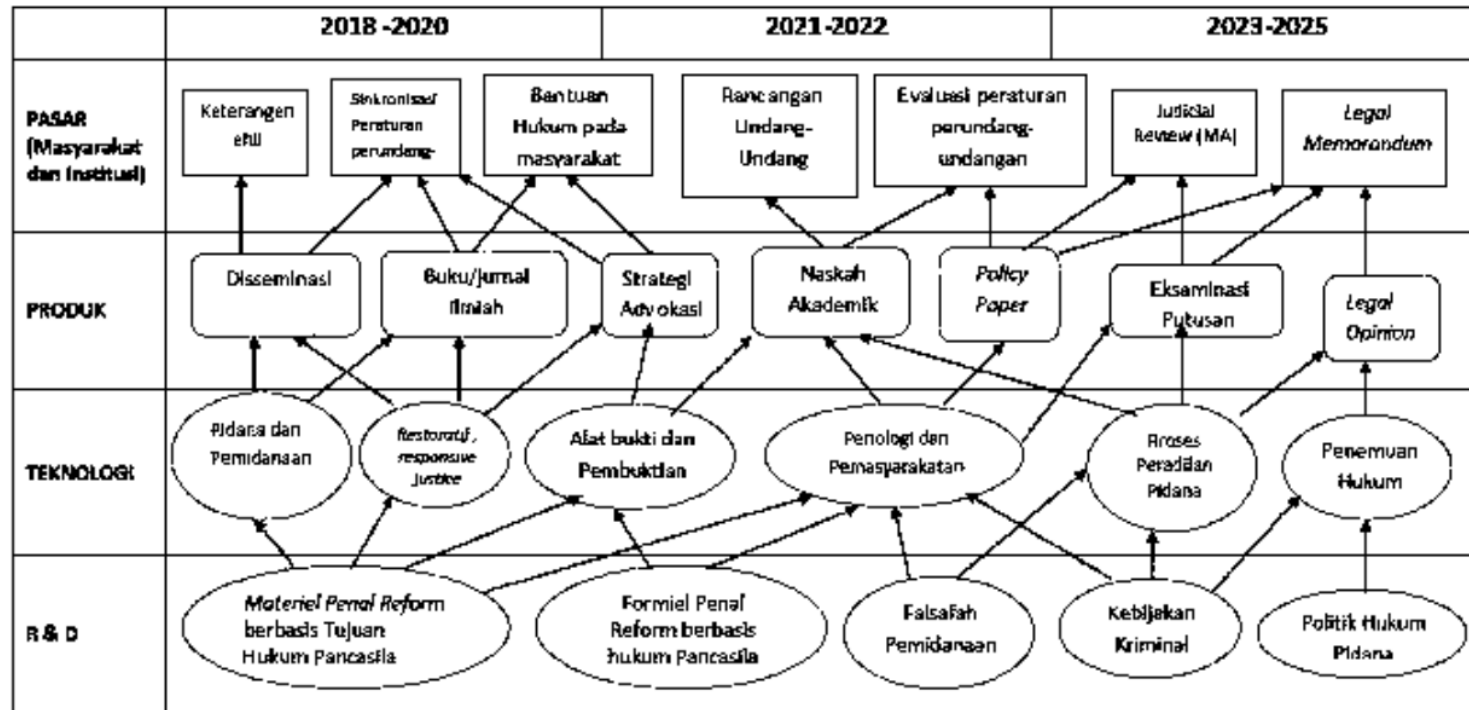 2018 -2020
2021-2022
2023-2025
PASAR
(Masyarakat
dan Institusi)
Keterangen
ehli
Sinkronisasi
Peraturan
perundang-
Bantuan
Hukum pada
masyarakat
Rancangan
Undang-
Undang
Evaluasi peraturan
perundang-
undangan
Judicial
Review (MA)
Legal
Memorandum
PRODUK
Disseminasi
Buku/Jurnal
Ilmiah
Strategi
Advokasi
Naskah
Akademik
Policy
Paper
Eksaminasi
Putusan
Legal
Opinion
TEKNOLOGI
Pidana dan
Pemidanaan
Restoratif,
responsive
Justice
Alat bukti dan
Pembuktian
Penologi dan
Pemasyarakatan
Proses
Peradilan
Pidana
Penemuan
Hukum
R & D
Materiel Penal Reform
berbasis Tujuan
Hukum Pancasila
Formiel Penal
Reform berbasis
hukum Pancasila
Falsafah
Pemidanaan
Kebijakan
Kriminal
Politik Hukum
Pidana